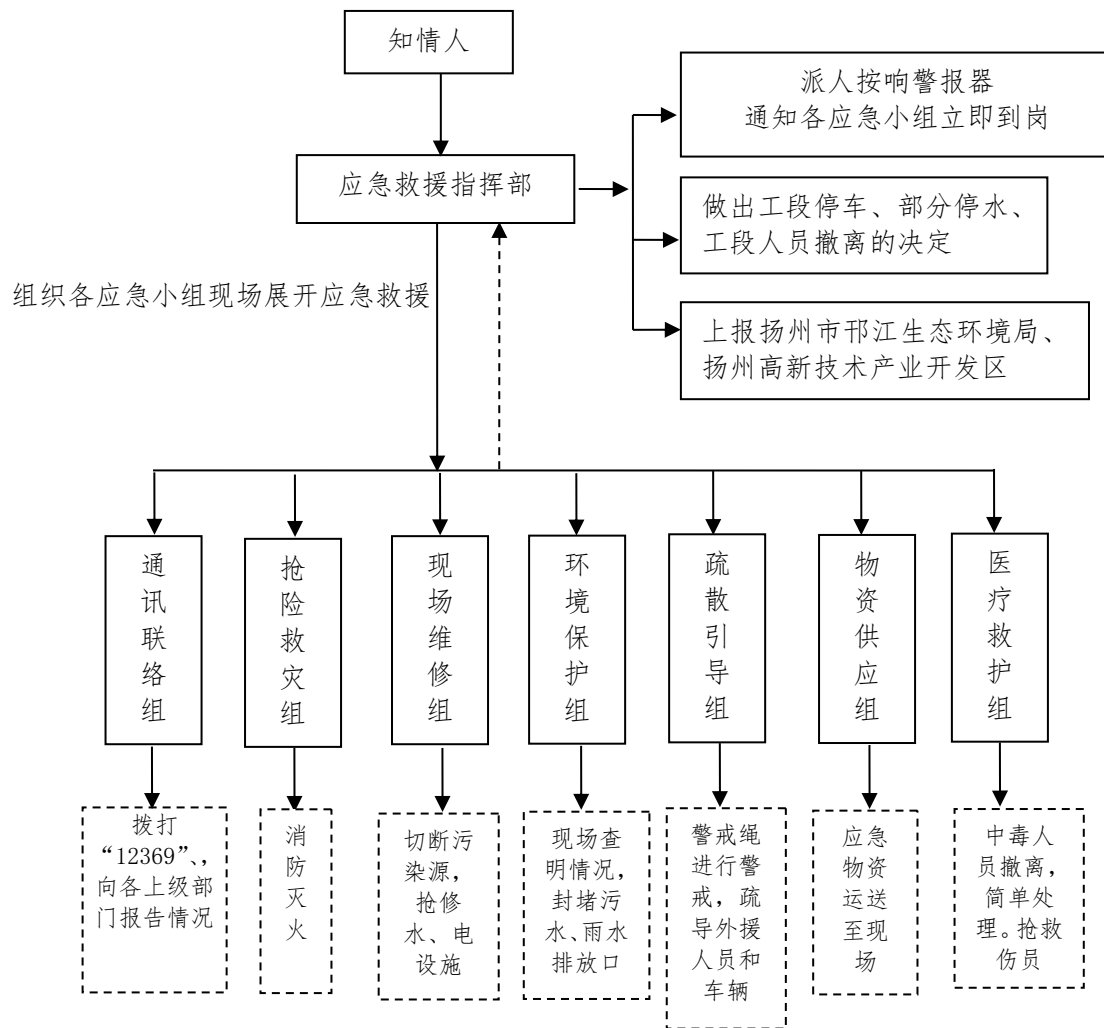 知情人
派人按响警报器
通知各应急小组立即到岗
应急救援指挥部
做出工段停车、部分停水、
工段人员撤离的决定
组织各应急小组现场展开应急救援
上报扬州市邗江生态环境局、
扬州高新技术产业开发区
通讯联络组
抢险救灾组
现场维修组
环境保护组
疏散引导组
物资供应组
医疗救护组
拨打
“12369”、,
向各上级部
门报告情况
消防灭火
切断污
染源，
抢修
水、电
设施
现场查
明情况，
封堵污
水、雨水
排放口
警戒绳
进行警
戒，疏
导外援
人员和
车辆
应急
物资
运送
至现
场
中毒人
员撤离，
简单处
理。抢救
伤员